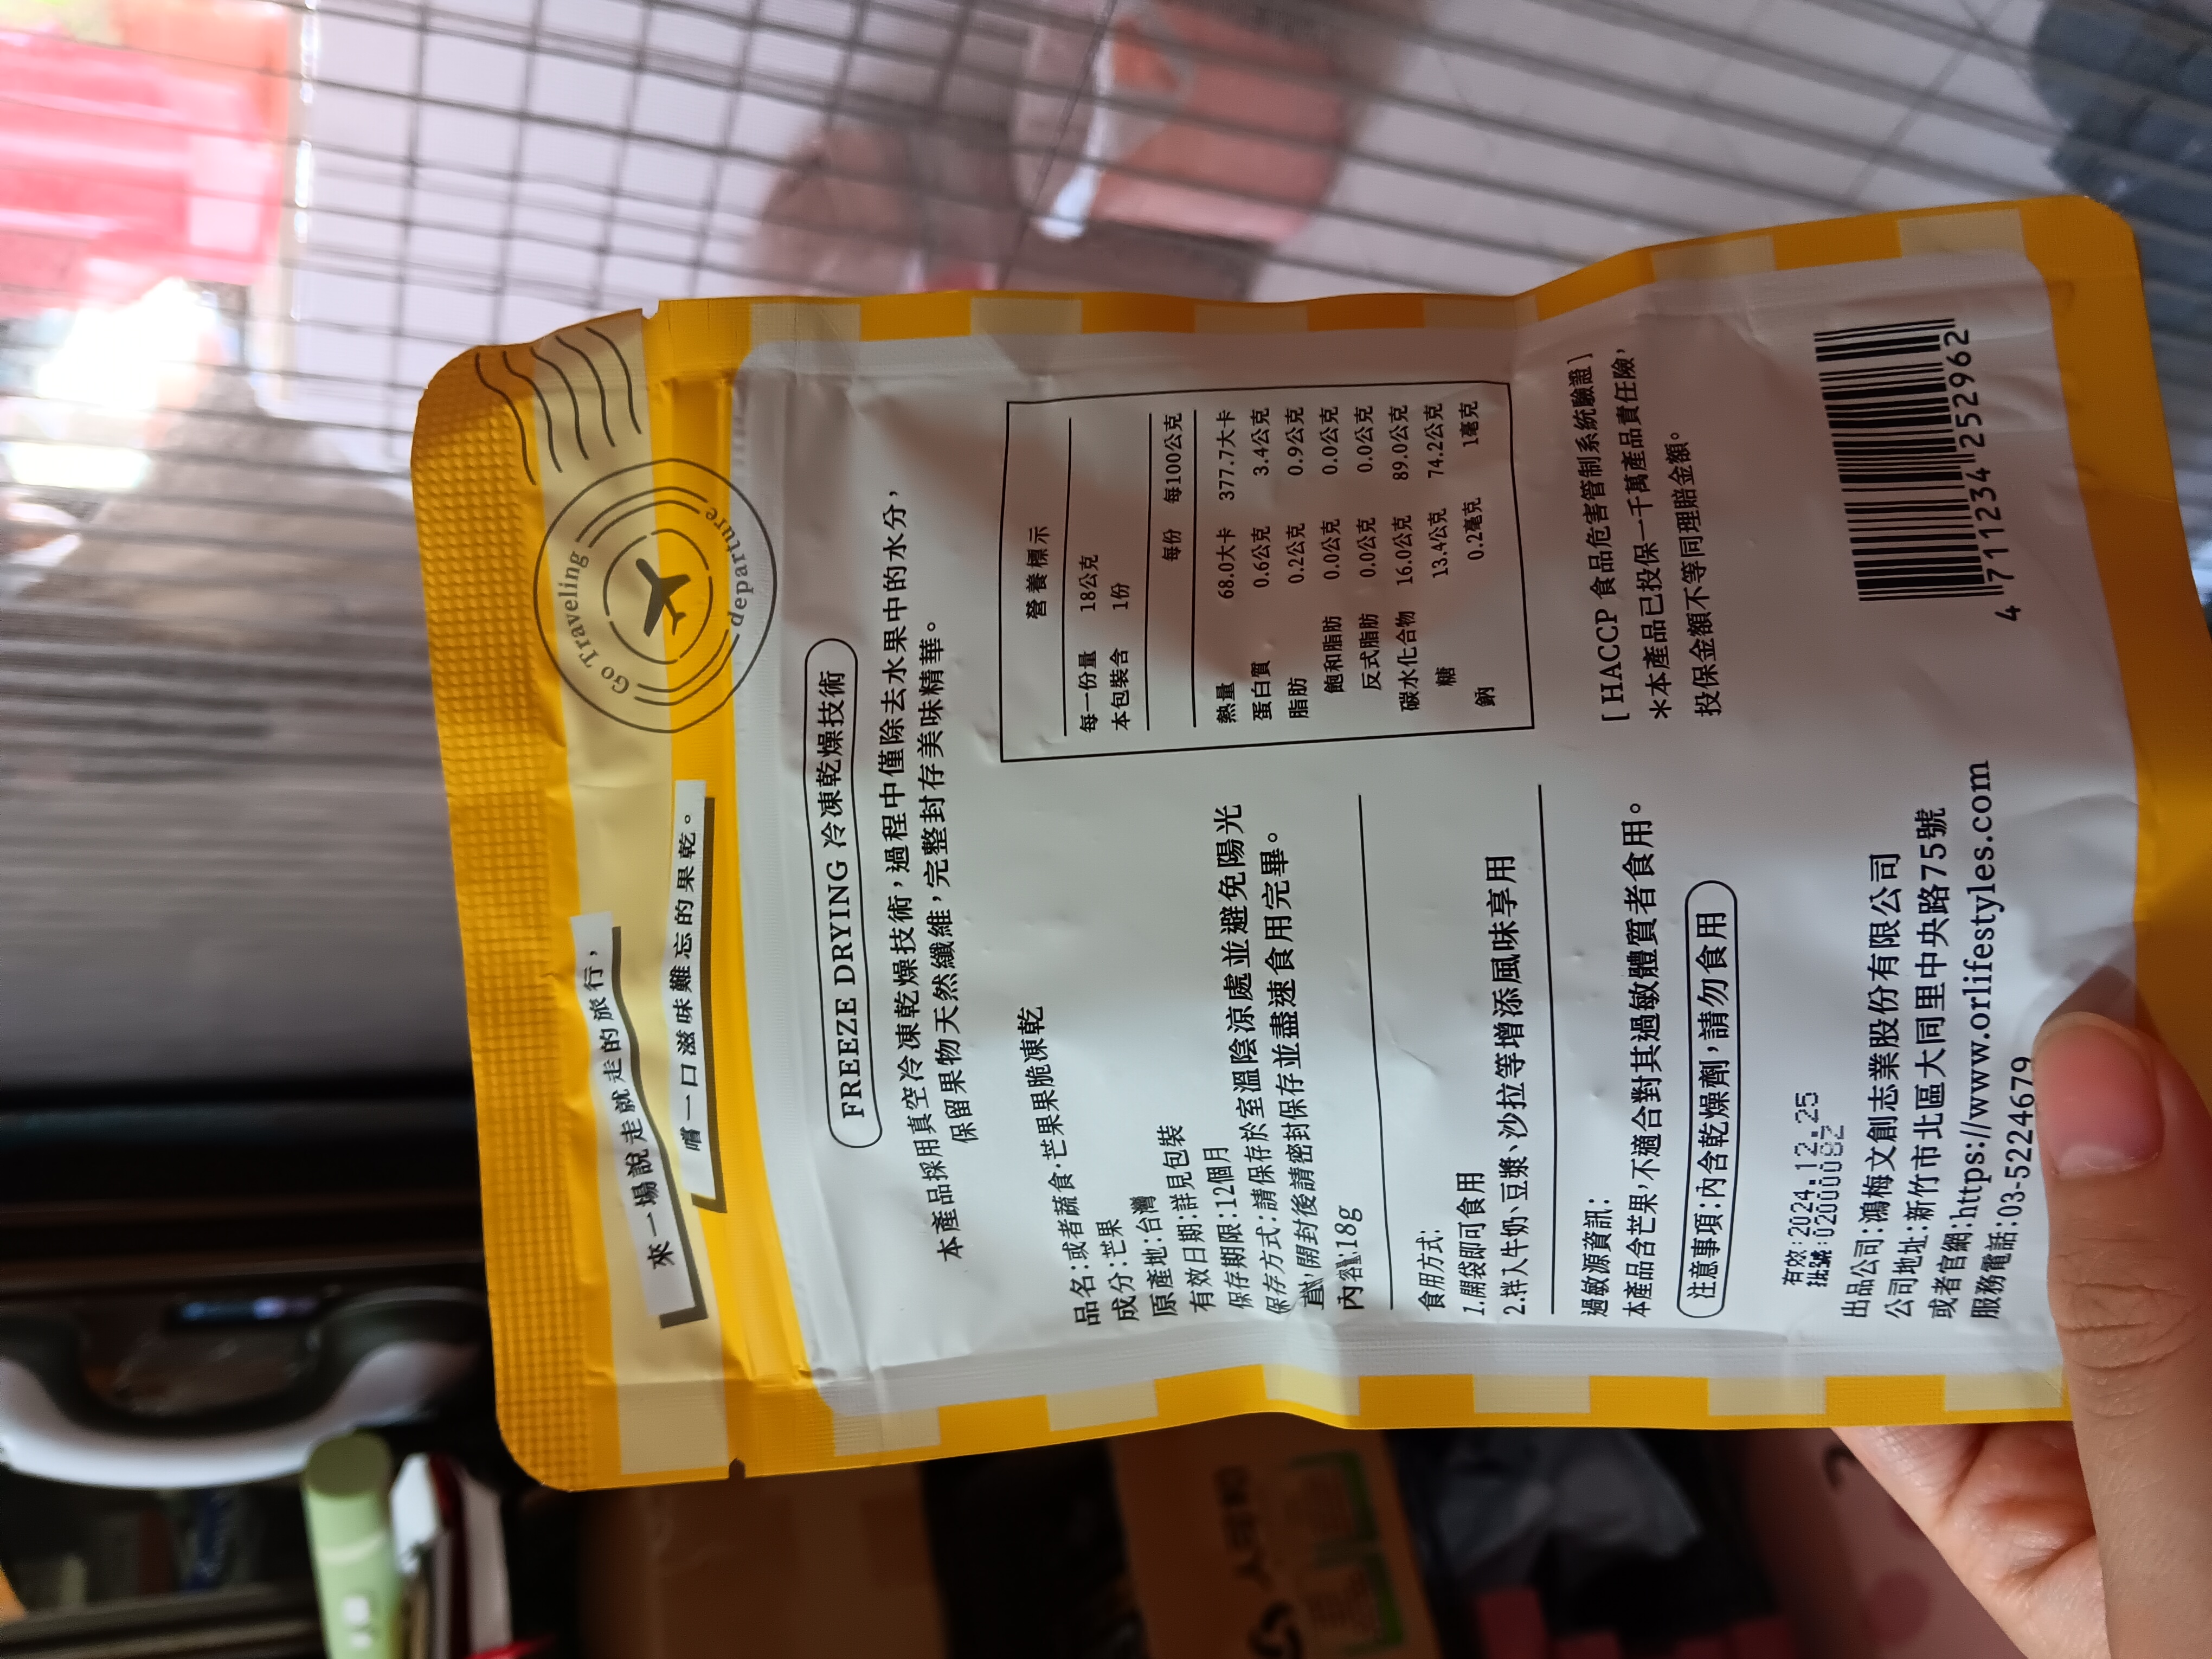 Go Traveling
departure
來一場說走就走的旅行，
嚐一口滋味難忘的果乾。
FREEZE DRYING 冷凍乾燥技術
本產品採用真空冷凍乾燥技術，過程中僅除去水果中的水分，
保留果物天然纖維，完整封存美味精華。
品名：或者蔬食·芒果果脆凍乾
成分：芒果
原產地：台灣
有效日期：詳見包裝
保存期限：12個月
保存方式：請保存於室溫陰涼處並避免陽光
直，開封後請密封保存並盡速食用完畢。
內容：18g
營養標示
每一份量 18公克
本包裝含 1份
每份 每100公克
熱量 68.0大卡 377.7大卡
蛋白質 0.6公克 3.4公克
脂肪 0.2公克 0.9公克
飽和脂肪 0.0公克 0.0公克
反式脂肪 0.0公克 0.0公克
碳水化合物 16.0公克 89.0公克
糖 13.4公克 74.2公克
鈉 0.2毫克 1毫克
食用方式：
1.開袋即可食用
2.拌入牛奶、豆漿、沙拉等增添風味享用
過敏源資訊：
本產品含芒果，不適合對其過敏體質者食用。
注意事項：內含乾燥劑，請勿食用
[ HACCP 食品危害管制系統驗證 ]
＊本產品已投保一千萬產品責任險，
投保金額不等同理賠金額。
有效：2024.12.25
批號：02000082
出品公司：鴻梅文創志業股份有限公司
公司地址：新竹市北區大同里中央路75號
或者官網：https://www.orlifestyles.com
服務電話：03-5224679
4 711234 252962